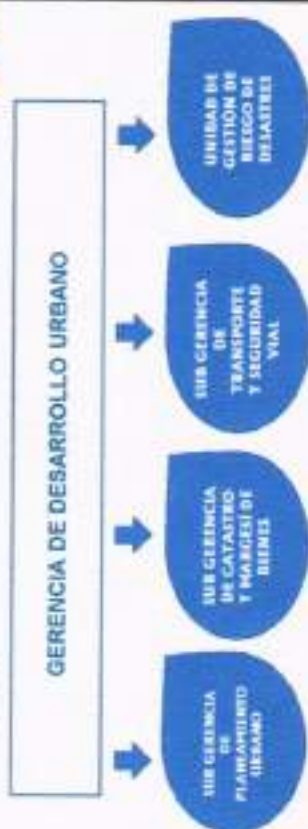 GERENCIA DE DESARROLLO URBANO
SUB GERENCIA
DE
PLANEAMIENTO
URBANO
SUB GERENCIA
DE CATASTRO
Y MARGESI DE
BIENES
SUB GERENCIA
DE
TRANSPORTE
Y SEGURIDAD
VIAL
UNIDAD DE
GESTIÓN DE
RIESGO DE
DESASTRES